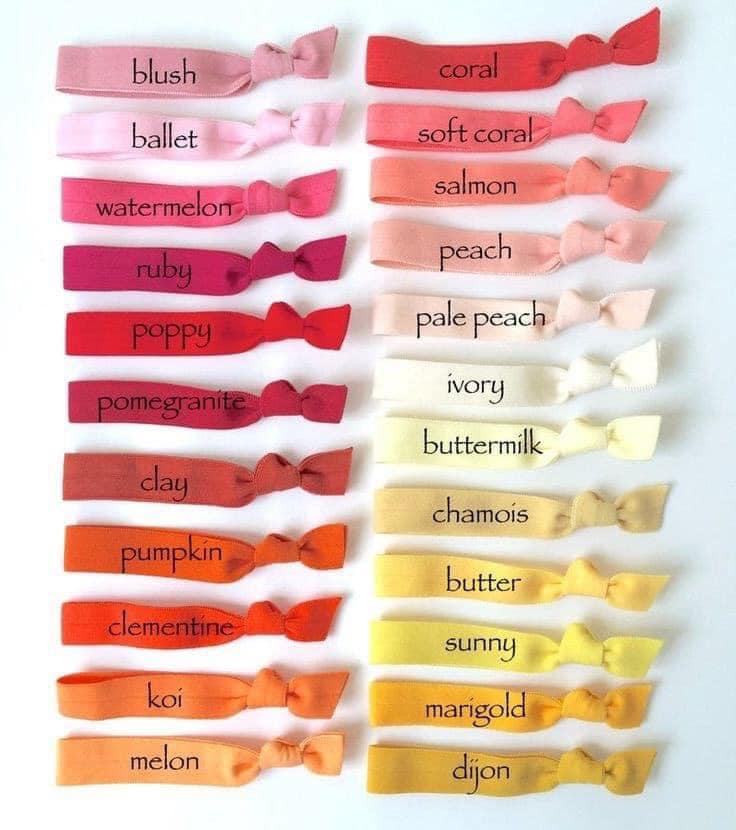 blush
ballet
watermelon
ruby
poppy
pomegranite
clay
pumpkin
clementine
koi
melon
coral
soft coral
salmon
peach
pale peach
ivory
buttermilk
chamois
butter
sunny
marigold
dijon